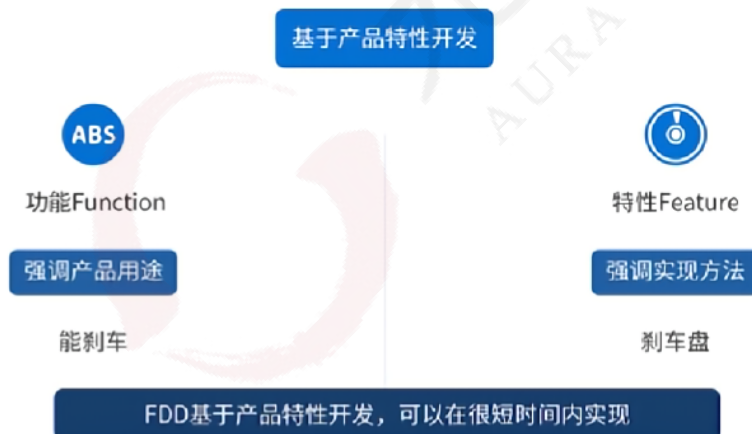 基于产品特性开发
AURA
ABS
功能Function
特性Feature
强调产品用途
强调实现方法
能刹车
刹车盘
FDD基于产品特性开发，可以在很短时间内实现